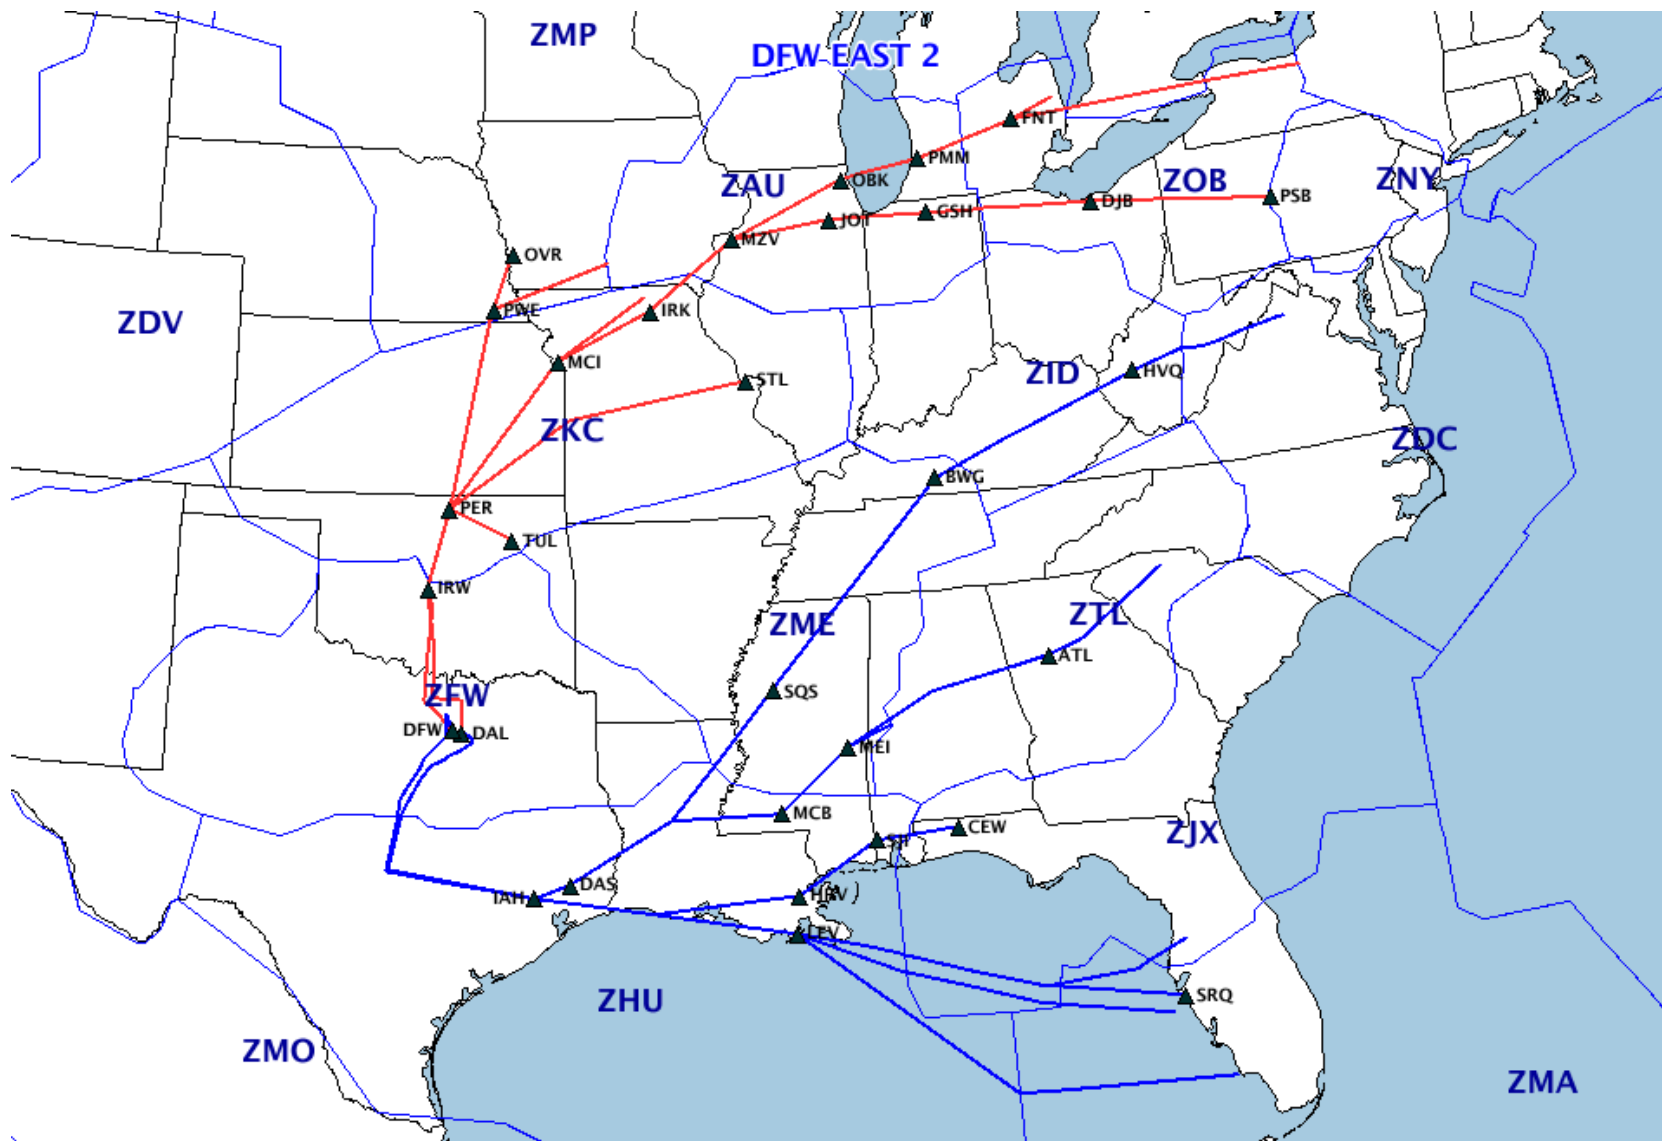 ZMP
DFW EAST 2
FNT
PMM
ZAU
OBK
ZOB
ZNY
DJB
PSB
GSH
JOT
MZV
OVR
PWE
IRK
ZDV
MCI
STL
ZID
HVQ
ZKC
ZDC
BWG
PER
TUL
IRW
ZME
ZTL
ATL
SQS
ZFW
DFW
DAL
MEI
MCB
CEW
SJI
ZJX
DAS
IAH
HRV
LEV
ZHU
SRQ
ZMO
ZMA